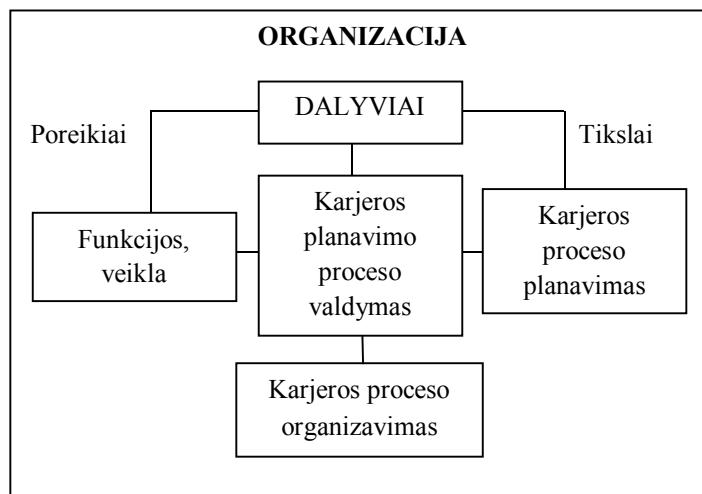 ORGANIZACIJA
DALYVIAI
Poreikiai
Tikslai
Funkcijos,
veikla
Karjeros
planavimo
proceso
valdymas
Karjeros
proceso
planavimas
Karjeros proceso
organizavimas